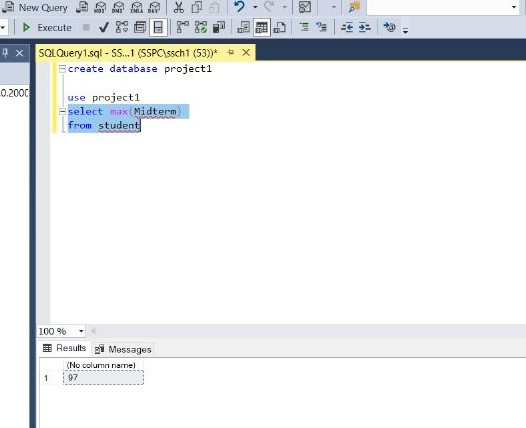 New Query
Execute
0.2000
SQLQuery1.sql - SS...1 (SSPC\ssch1 (53))*
create database project1
use project1
select max(Midterm)
from student
100 %
Results Messages
(No column name)
1 97